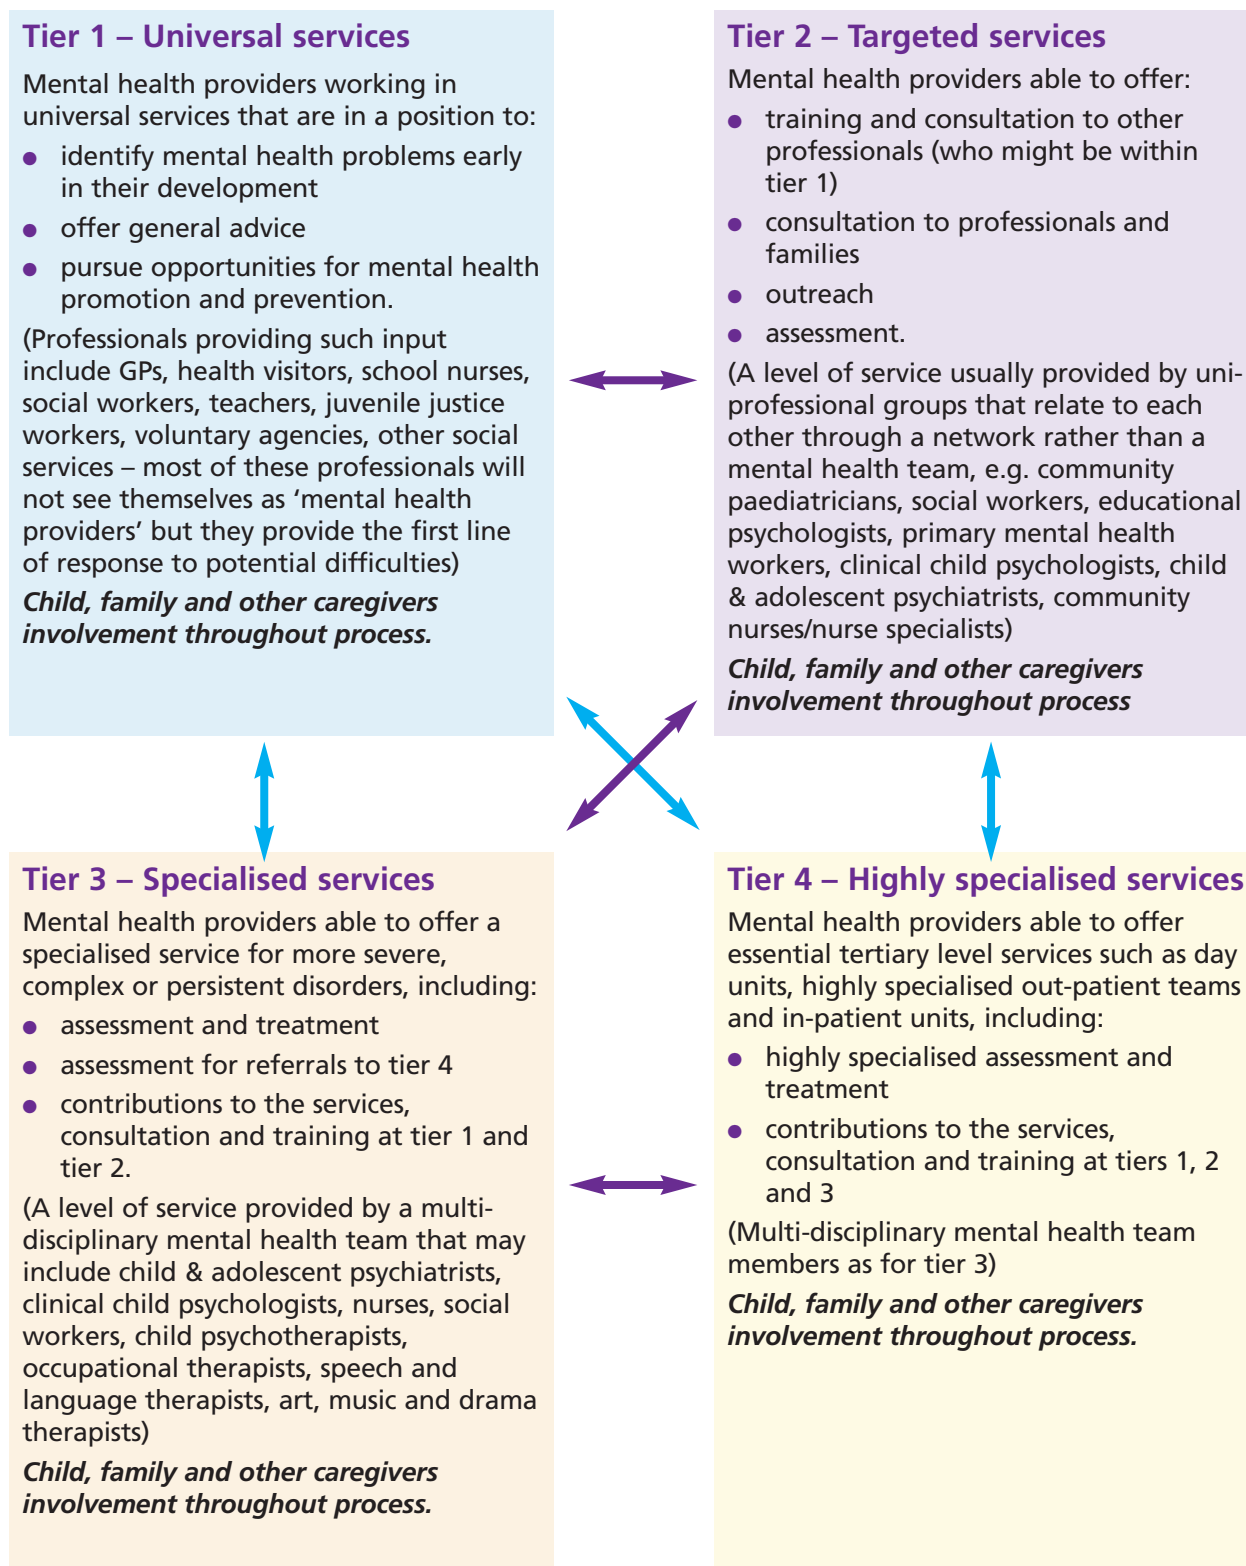 Tier 1 – Universal services
Mental health providers working in
universal services that are in a position to:
● identify mental health problems early
in their development
● offer general advice
● pursue opportunities for mental health
promotion and prevention.
(Professionals providing such input
include GPs, health visitors, school nurses,
social workers, teachers, juvenile justice
workers, voluntary agencies, other social
services – most of these professionals will
not see themselves as ‘mental health
providers’ but they provide the first line
of response to potential difficulties)
Child, family and other caregivers
involvement throughout process.
Tier 2 – Targeted services
Mental health providers able to offer:
● training and consultation to other
professionals (who might be within
tier 1)
● consultation to professionals and
families
● outreach
● assessment.
(A level of service usually provided by uni-
professional groups that relate to each
other through a network rather than a
mental health team, e.g. community
paediatricians, social workers, educational
psychologists, primary mental health
workers, clinical child psychologists, child
& adolescent psychiatrists, community
nurses/nurse specialists)
Child, family and other caregivers
involvement throughout process
Tier 3 – Specialised services
Mental health providers able to offer a
specialised service for more severe,
complex or persistent disorders, including:
● assessment and treatment
● assessment for referrals to tier 4
● contributions to the services,
consultation and training at tier 1 and
tier 2.
(A level of service provided by a multi-
disciplinary mental health team that may
include child & adolescent psychiatrists,
clinical child psychologists, nurses, social
workers, child psychotherapists,
occupational therapists, speech and
language therapists, art, music and drama
therapists)
Child, family and other caregivers
involvement throughout process.
Tier 4 – Highly specialised services
Mental health providers able to offer
essential tertiary level services such as day
units, highly specialised out-patient teams
and in-patient units, including:
● highly specialised assessment and
treatment
● contributions to the services,
consultation and training at tiers 1, 2
and 3
(Multi-disciplinary mental health team
members as for tier 3)
Child, family and other caregivers
involvement throughout process.